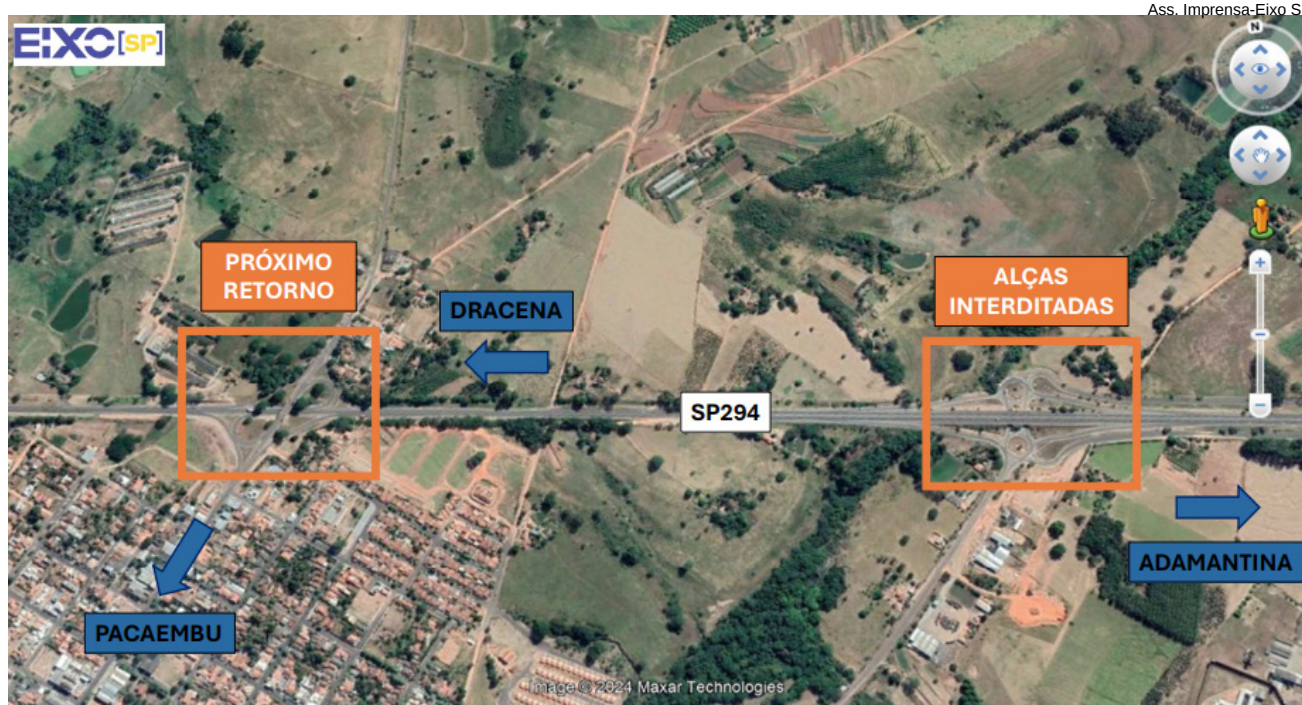 Ass. Imprensa-Eixo S
EIXO[SP]
N
PRÓXIMO
RETORNO
DRACENA
ALÇAS
INTERDITADAS
SP294
ADAMANTINA
PACAEMBU
Image © 2024 Maxar Technologies